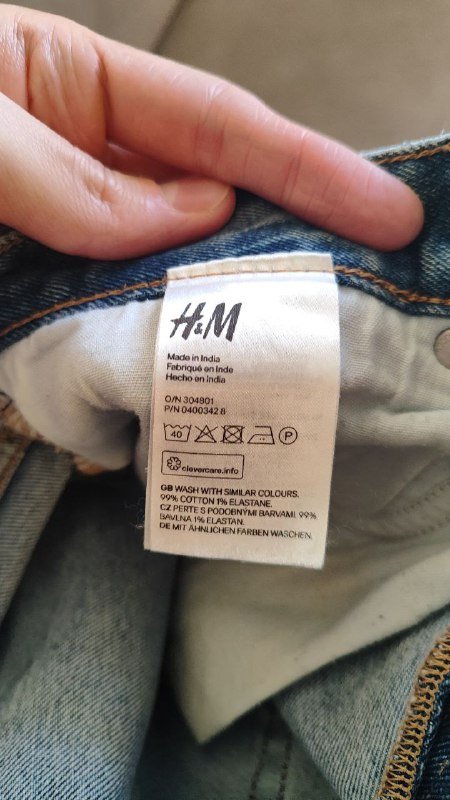 H&M
Made in India
Fabriqué en Inde
Hecho en India
O/N 304801
P/N 0400342 8
40 P
clevercare.info
GB WASH WITH SIMILAR COLOURS.
99% COTTON 1% ELASTANE.
CZ PERTE S PODOBNÝMI BARVAMI. 99%
BAVLNA 1% ELASTAN.
DE MIT ÄHNLICHEN FARBEN WASCHEN.